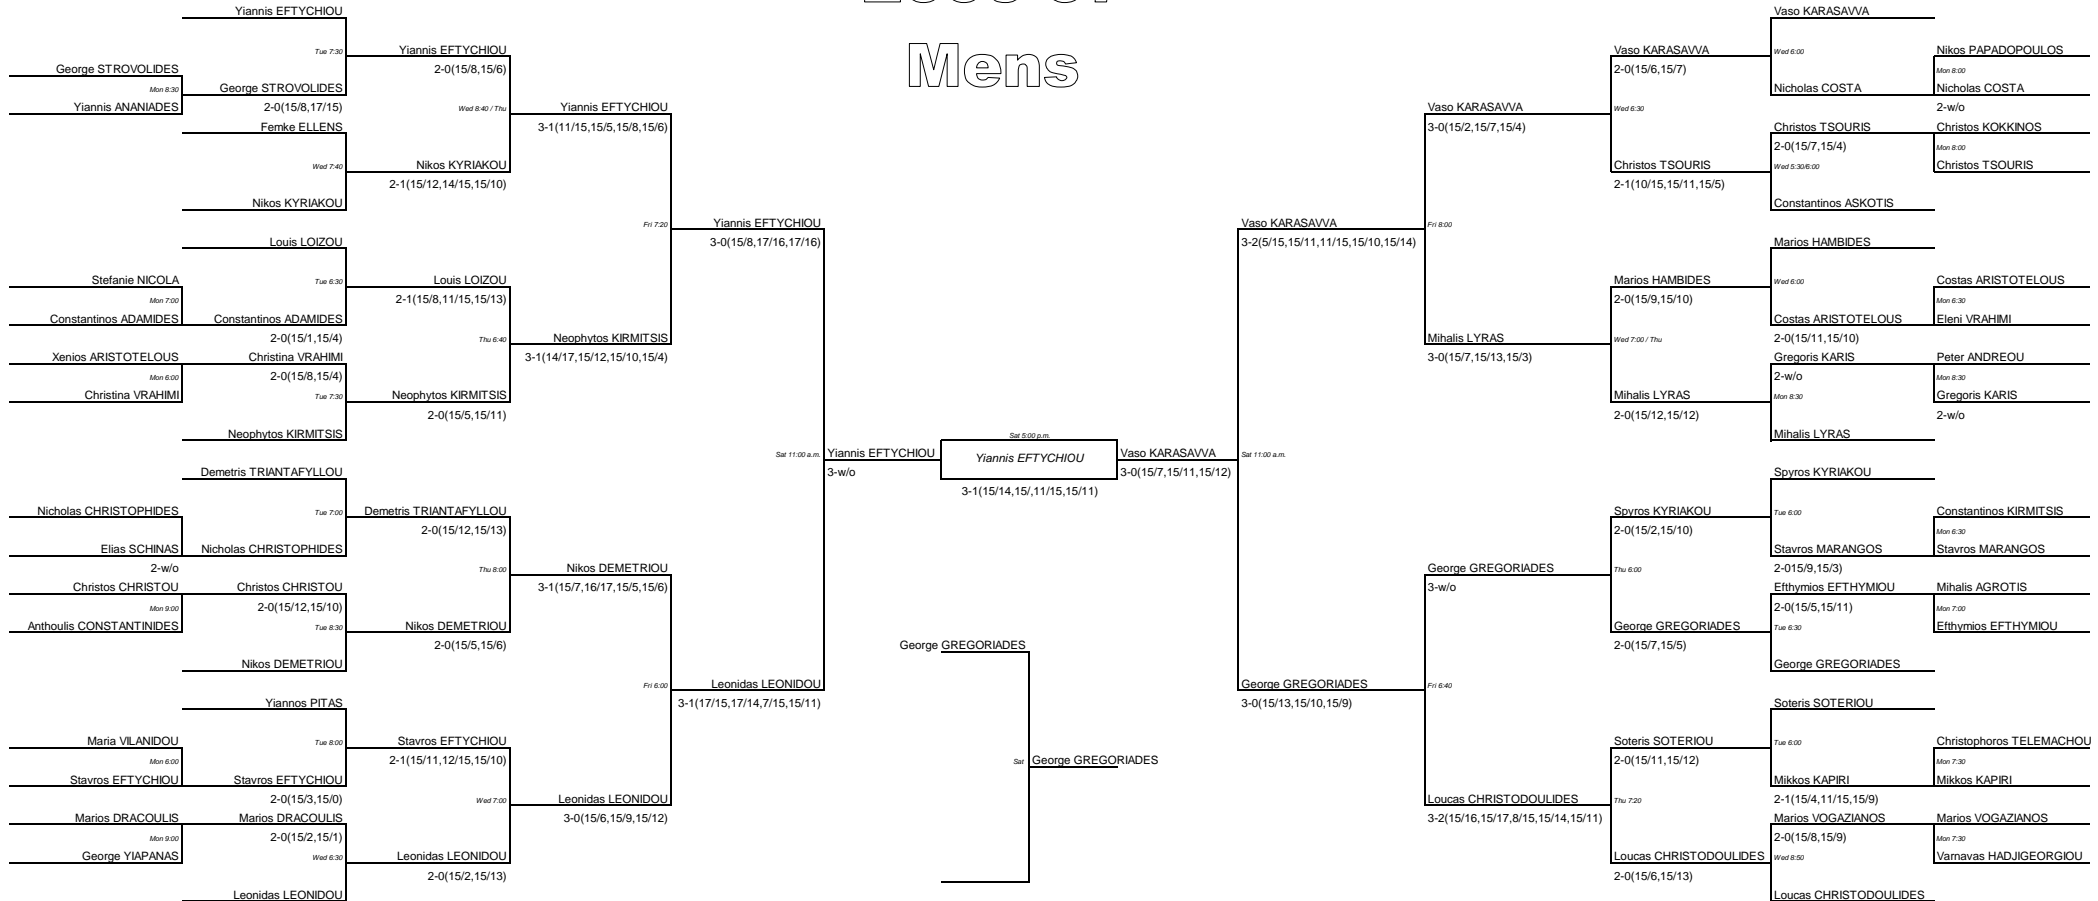 Mens
Yiannis EFTYCHIOU
Tue 7:30
Yiannis EFTYCHIOU
George STROVOLIDES
2-0(15/8,15/6)
Mon 8:30
George STROVOLIDES
Yiannis ANANIADES
2-0(15/8,17/15)
Wed 8:40 / Thu
Yiannis EFTYCHIOU
Femke ELLENS
3-1(11/15,15/5,15/8,15/6)
Wed 7:40
Nikos KYRIAKOU
2-1(15/12,14/15,15/10)
Nikos KYRIAKOU
Fri 7:20
Yiannis EFTYCHIOU
Louis LOIZOU
3-0(15/8,17/16,17/16)
Stefanie NICOLA
Tue 6:30
Louis LOIZOU
Mon 7:00
2-1(15/8,11/15,15/13)
Constantinos ADAMIDES
Constantinos ADAMIDES
2-0(15/1,15/4)
Thu 6:40
Neophytos KIRMITSIS
Xenios ARISTOTELOUS
Christina VRAHIMI
3-1(14/17,15/12,15/10,15/4)
Mon 6:00
2-0(15/8,15/4)
Christina VRAHIMI
Tue 7:30
Neophytos KIRMITSIS
2-0(15/5,15/11)
Neophytos KIRMITSIS
Sat 11:00 a.m.
Yiannis EFTYCHIOU
3-w/o
Demetris TRIANTAFYLLOU
Nicholas CHRISTOPHIDES
Tue 7:00
Demetris TRIANTAFYLLOU
2-0(15/12,15/13)
Elias SCHINAS
Nicholas CHRISTOPHIDES
2-w/o
Thu 8:00
Nikos DEMETRIOU
Christos CHRISTOU
Christos CHRISTOU
3-1(15/7,16/17,15/5,15/6)
Mon 9:00
2-0(15/12,15/10)
Anthoulis CONSTANTINIDES
Tue 8:30
Nikos DEMETRIOU
2-0(15/5,15/6)
Nikos DEMETRIOU
Fri 6:00
Leonidas LEONIDOU
Yiannos PITAS
3-1(17/15,17/14,7/15,15/11)
Maria VILANIDOU
Tue 8:00
Stavros EFTYCHIOU
Mon 6:00
2-1(15/11,12/15,15/10)
Stavros EFTYCHIOU
Stavros EFTYCHIOU
2-0(15/3,15/0)
Wed 7:00
Leonidas LEONIDOU
Marios DRACOULIS
Marios DRACOULIS
3-0(15/6,15/9,15/12)
Mon 9:00
2-0(15/2,15/1)
George YIAPANAS
Wed 6:30
Leonidas LEONIDOU
2-0(15/2,15/13)
Leonidas LEONIDOU
Sat 5:00 p.m.
Yiannis EFTYCHIOU
3-1(15/14,15/,11/15,15/11)
George GREGORIADES
Sat
George GREGORIADES
Vaso KARASAVVA
3-0(15/7,15/11,15/12)
Sat 11:00 a.m.
Vaso KARASAVVA
Vaso KARASAVVA
Wed 6:00
Nikos PAPADOPOULOS
2-0(15/6,15/7)
Mon 8:00
Nicholas COSTA
Nicholas COSTA
Vaso KARASAVVA
Wed 6:30
2-w/o
3-0(15/2,15/7,15/4)
Christos TSOURIS
Christos KOKKINOS
2-0(15/7,15/4)
Mon 8:00
Christos TSOURIS
Wed 5:30/6:00
Christos TSOURIS
2-1(10/15,15/11,15/5)
Constantinos ASKOTIS
Vaso KARASAVVA
Fri 8:00
3-2(5/15,15/11,11/15,15/10,15/14)
Marios HAMBIDES
Marios HAMBIDES
Wed 6:00
Costas ARISTOTELOUS
2-0(15/9,15/10)
Mon 6:30
Costas ARISTOTELOUS
Eleni VRAHIMI
Mihalis LYRAS
Wed 7:00 / Thu
2-0(15/11,15/10)
3-0(15/7,15/13,15/3)
Gregoris KARIS
Peter ANDREOU
2-w/o
Mon 8:30
Mihalis LYRAS
Mon 8:30
Gregoris KARIS
2-0(15/12,15/12)
2-w/o
Mihalis LYRAS
Spyros KYRIAKOU
Spyros KYRIAKOU
Tue 6:00
Constantinos KIRMITSIS
2-0(15/2,15/10)
Mon 6:30
Stavros MARANGOS
Stavros MARANGOS
George GREGORIADES
Thu 6:00
2-015/9,15/3)
3-w/o
Efthymios EFTHYMIOU
Mihalis AGROTIS
2-0(15/5,15/11)
Mon 7:00
George GREGORIADES
Tue 6:30
Efthymios EFTHYMIOU
2-0(15/7,15/5)
George GREGORIADES
George GREGORIADES
Fri 6:40
3-0(15/13,15/10,15/9)
Soteris SOTERIOU
Soteris SOTERIOU
Tue 6:00
Christophoros TELEMACHOU
2-0(15/11,15/12)
Mon 7:30
Mikkos KAPIRI
Mikkos KAPIRI
Loucas CHRISTODOULIDES
Thu 7:20
2-1(15/4,11/15,15/9)
3-2(15/16,15/17,8/15,15/14,15/11)
Marios VOGAZIANOS
Marios VOGAZIANOS
2-0(15/8,15/9)
Mon 7:30
Loucas CHRISTODOULIDES
Wed 8:50
Varnavas HADJIGEORGIOU
2-0(15/6,15/13)
Loucas CHRISTODOULIDES